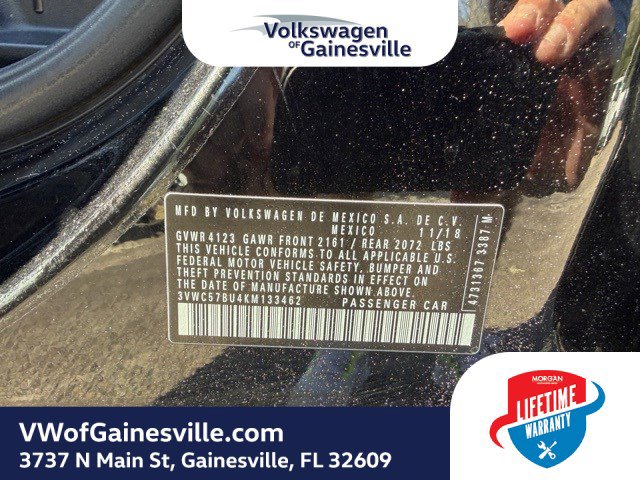 Volkswagen
OF Gainesville
MFD BY VOLKSWAGEN DE MEXICO S.A. DE C.V.
MEXICO 11/18
GVWR 4123 GAWR FRONT 2161 / REAR 2072 LBS
THIS VEHICLE CONFORMS TO ALL APPLICABLE U.S.
FEDERAL MOTOR VEHICLE SAFETY, BUMPER AND
THEFT PREVENTION STANDARDS IN EFFECT ON
THE DATE OF MANUFACTURE SHOWN ABOVE.
3VWC57BU4KM133462 PASSENGER CAR
4731367 3387 M
MORGAN
LIFETIME
WARRANTY
VWofGainesville.com
3737 N Main St, Gainesville, FL 32609